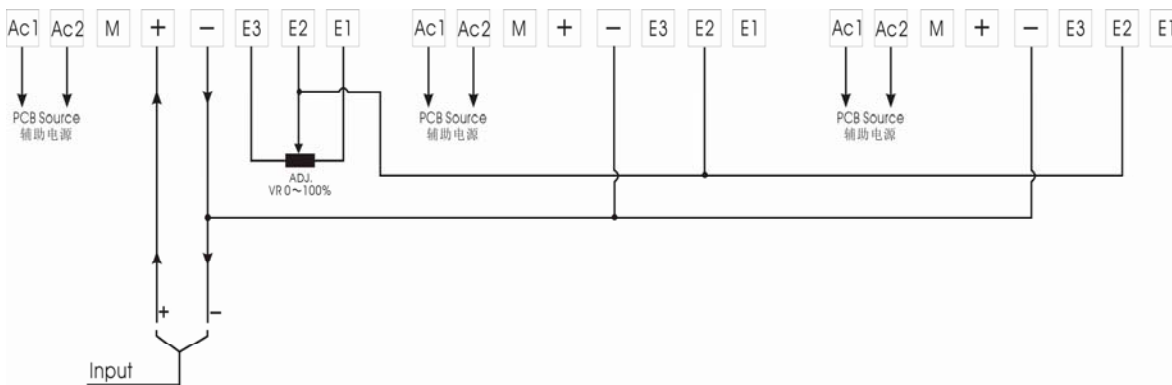 Ac1 Ac2 M + - E3 E2 E1 Ac1 Ac2 M + - E3 E2 E1 Ac1 Ac2 M + - E3 E2 E1
PCB Source PCB Source PCB Source
辅助电源 辅助电源 辅助电源
ADJ.
VR 0～100%
+ -
Input